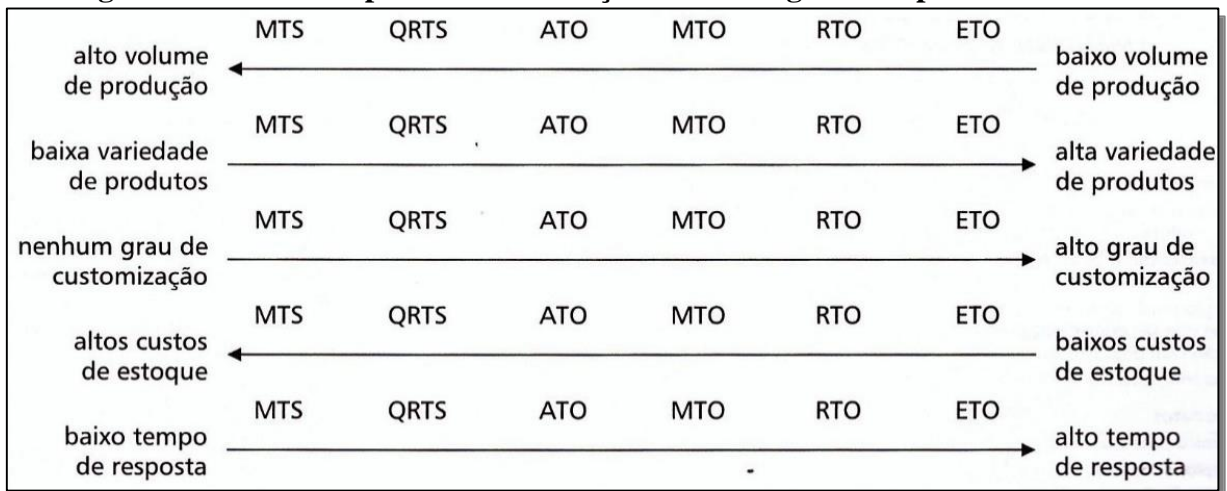 MTS QRTS ATO MTO RTO ETO
alto volume
de produção
baixo volume
de produção
MTS QRTS ATO MTO RTO ETO
baixa variedade
de produtos
alta variedade
de produtos
MTS QRTS ATO MTO RTO ETO
nenhum grau de
customização
alto grau de
customização
MTS QRTS ATO MTO RTO ETO
altos custos
de estoque
baixos custos
de estoque
MTS QRTS ATO MTO RTO ETO
baixo tempo
de resposta
alto tempo
de resposta